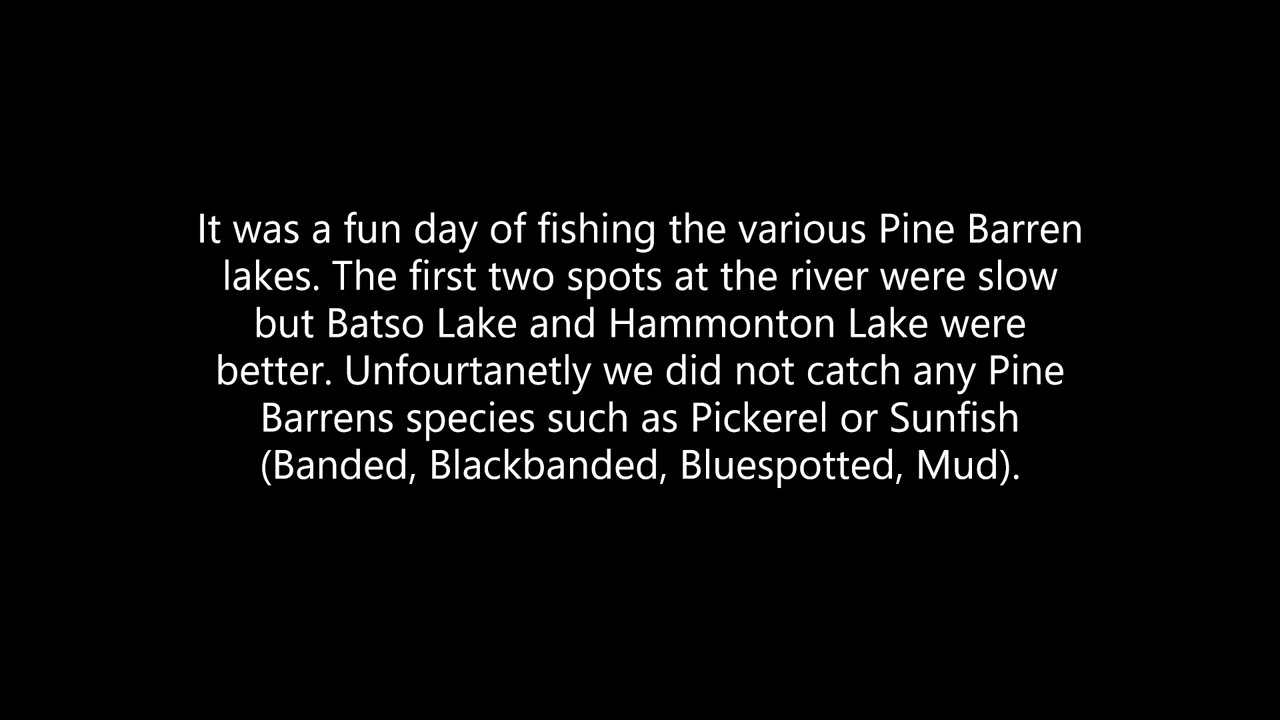 It was a fun day of fishing the various Pine Barren
lakes. The first two spots at the river were slow
but Batso Lake and Hammonton Lake were
better. Unfourtanetly we did not catch any Pine
Barrens species such as Pickerel or Sunfish
(Banded, Blackbanded, Bluespotted, Mud).